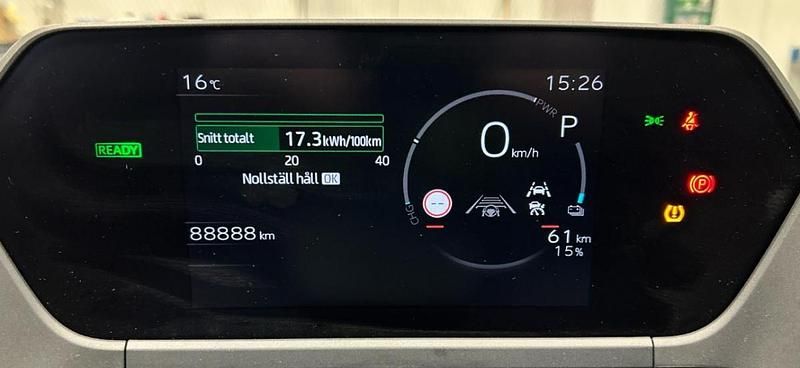 16°C
15:26
PWR
P
READY
Snitt totalt 17.3 kWh/100km
0 20 40
0 km/h
Nollställ håll OK
--
CHG
P
88888 km
61 km
15%